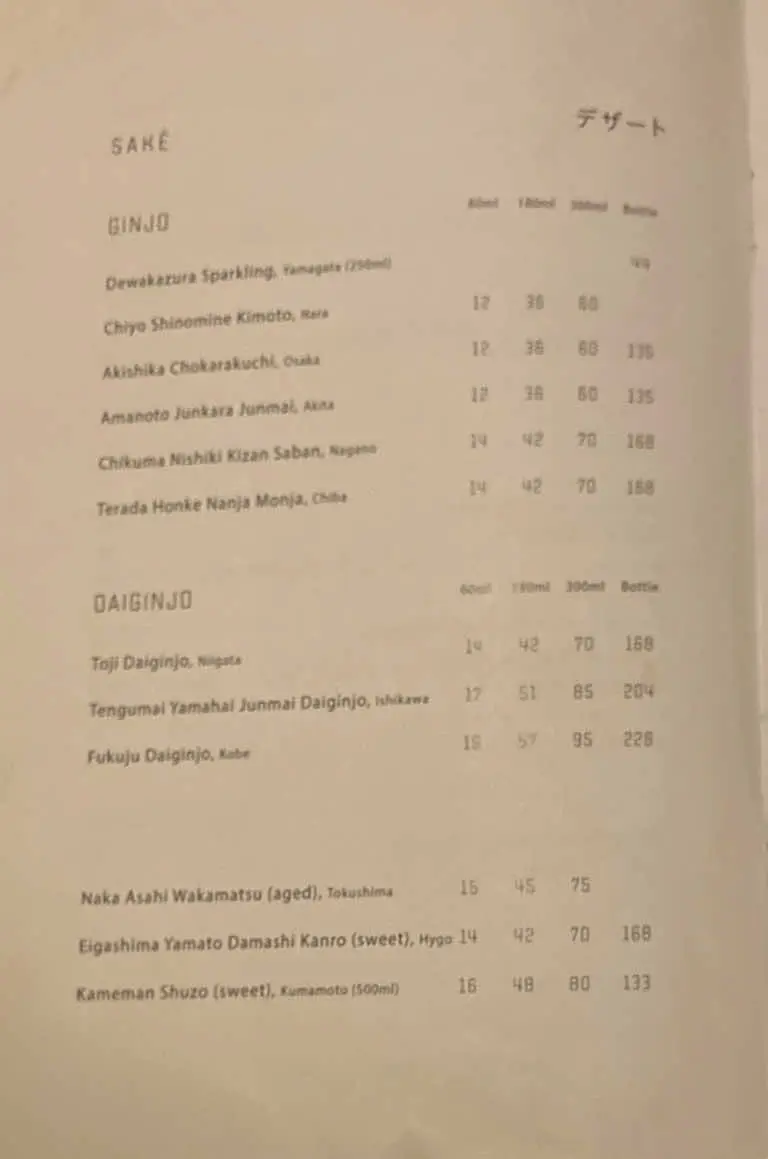 デザート
SAKÉ
GINJO 60ml 180ml 300ml Bottle
Dewakazura Sparkling, Yamagata (250ml)
Chiyo Shinomine Kimoto, Nara 12 36 60
Akishika Chokarakuchi, Osaka 12 36 60 135
Amanoto Junkara Junmai, Akita 12 36 60 135
Chikuma Nishiki Kizan Saban, Nagano 14 42 70 168
Terada Honke Nanja Monja, Chiba 14 42 70 168
DAIGINJO 60ml 180ml 300ml Bottle
Toji Daiginjo, Niigata 14 42 70 168
Tengumai Yamahai Junmai Daiginjo, Ishikawa 17 51 85 204
Fukuju Daiginjo, Kobe 57 95 228
Naka Asahi Wakamatsu (aged), Tokushima 15 45 75
Eigashima Yamato Damashi Kanro (sweet), Hygo 14 42 70 168
Kameman Shuzo (sweet), Kumamoto (500ml) 16 48 80 133